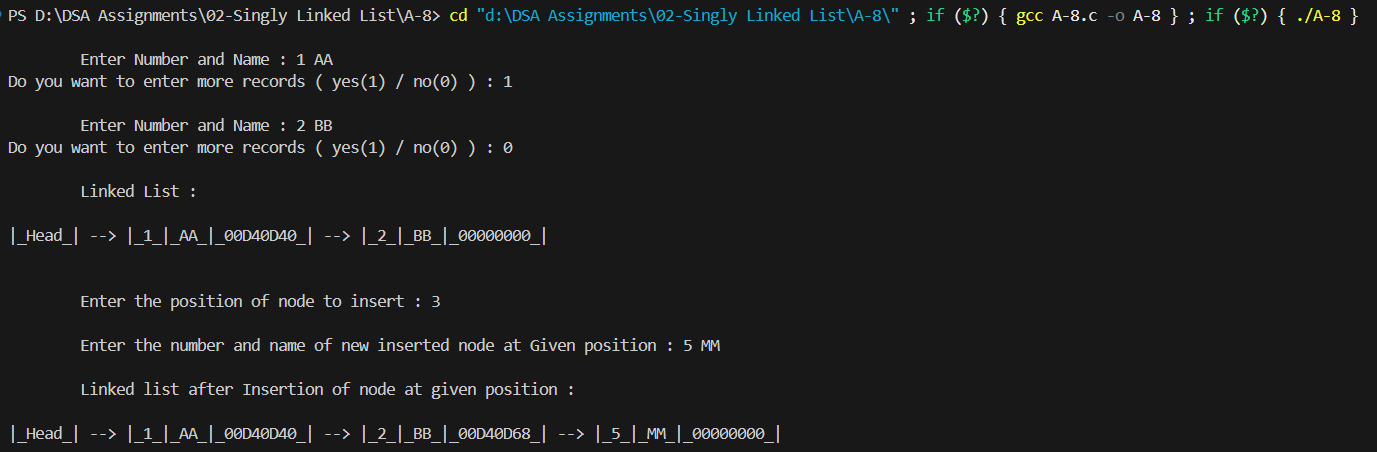 PS D:\DSA Assignments\02-Singly Linked List\A-8> cd "d:\DSA Assignments\02-Singly Linked List\A-8\" ; if ($?) { gcc A-8.c -o A-8 } ; if ($?) { ./A-8 }
Enter Number and Name : 1 AA
Do you want to enter more records ( yes(1) / no(0) ) : 1
Enter Number and Name : 2 BB
Do you want to enter more records ( yes(1) / no(0) ) : 0
Linked List :
|_Head_| --> |_1_|_AA_|_00D40D40_| --> |_2_|_BB_|_00000000_|
Enter the position of node to insert : 3
Enter the number and name of new inserted node at Given position : 5 MM
Linked list after Insertion of node at given position :
|_Head_| --> |_1_|_AA_|_00D40D40_| --> |_2_|_BB_|_00D40D68_| --> |_5_|_MM_|_00000000_|